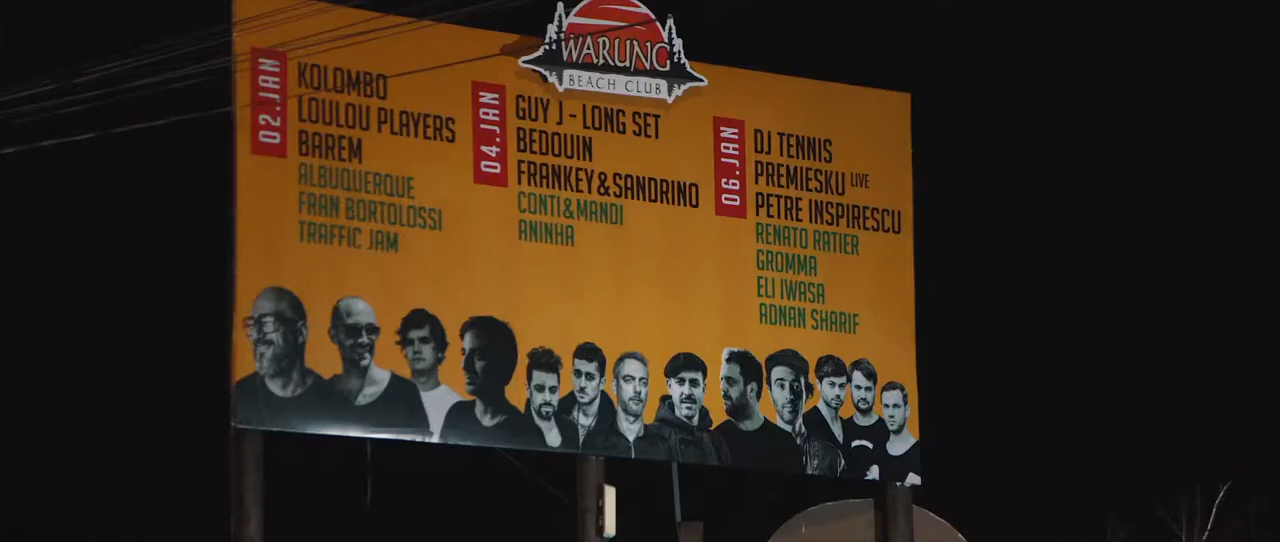 WARUNG
BEACH CLUB
02.JAN
KOLOMBO
LOULOU PLAYERS
BAREM
ALBUQUERQUE
FRAN BORTOLOSSI
TRAFFIC JAM
04.JAN
GUY J - LONG SET
BEDOUIN
FRANKEY & SANDRINO
CONTI & MANDI
ANINHA
06.JAN
DJ TENNIS
PREMIESKU LIVE
PETRE INSPIRESCU
RENATO RATIER
GROMMA
ELI IWASA
ADNAN SHARIF